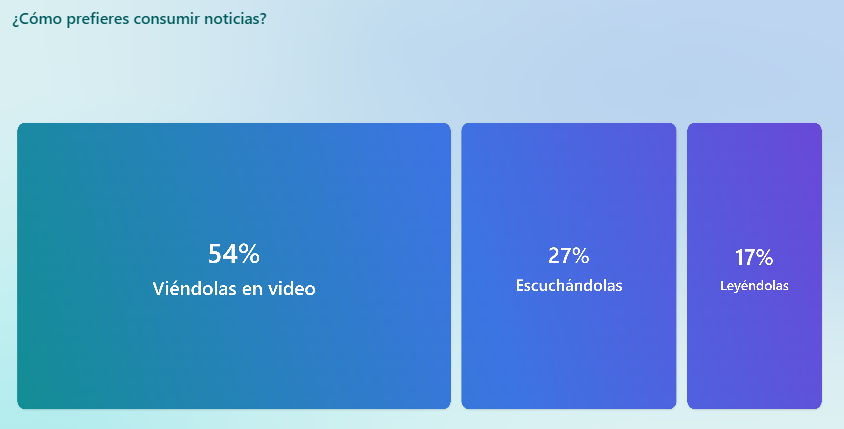 ¿Cómo prefieres consumir noticias?
54%
Viéndolas en video
27%
Escuchándolas
17%
Leyéndolas